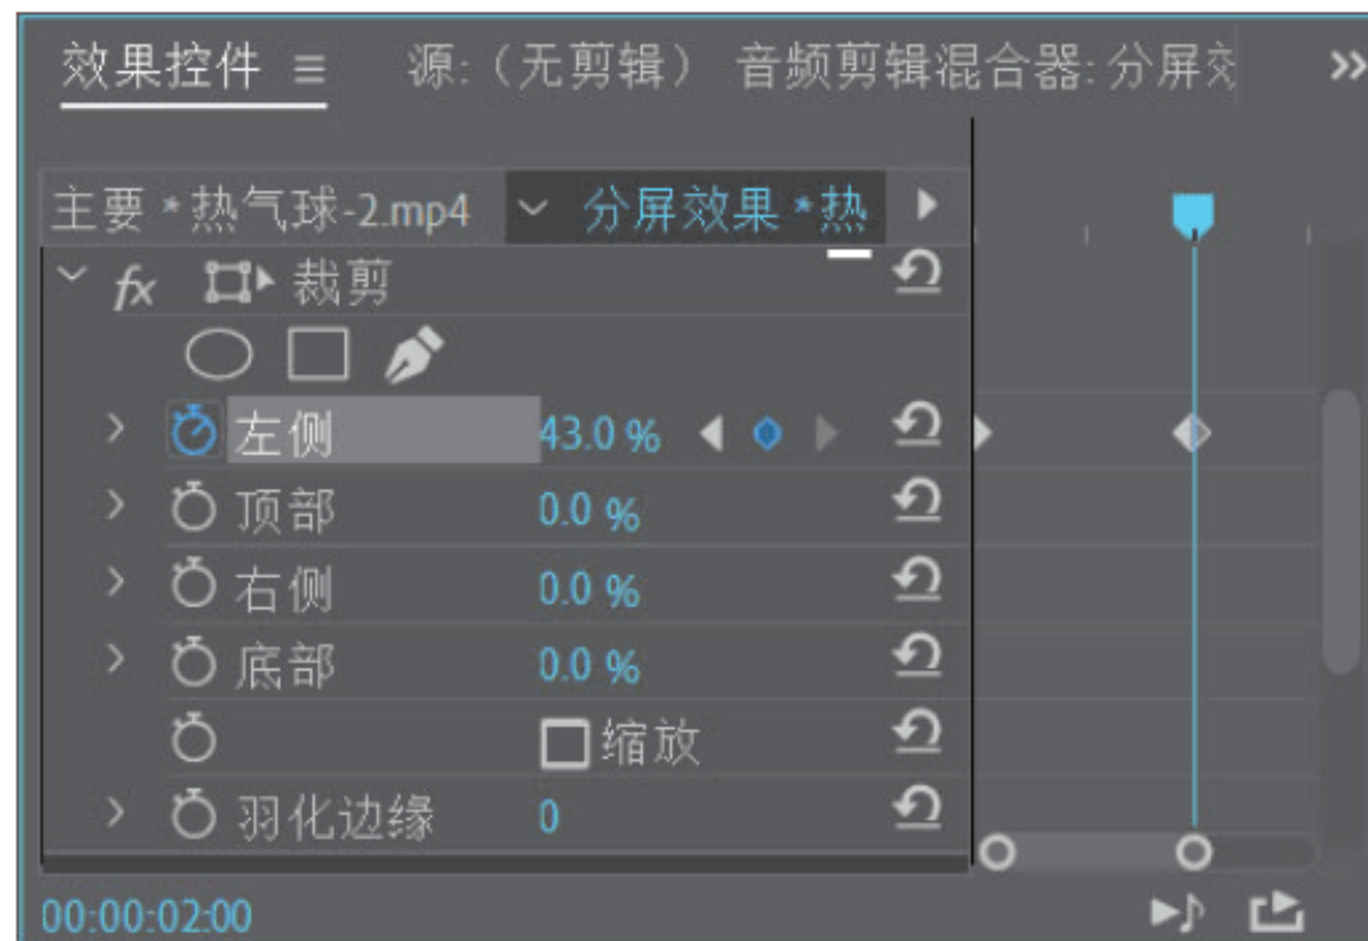 效果控件 源:（无剪辑） 音频剪辑混合器: 分屏效
主要*热气球-2.mp4 分屏效果*热
fx 裁剪
左侧 43.0 %
顶部 0.0 %
右侧 0.0 %
底部 0.0 %
缩放
羽化边缘 0
00:00:02:00